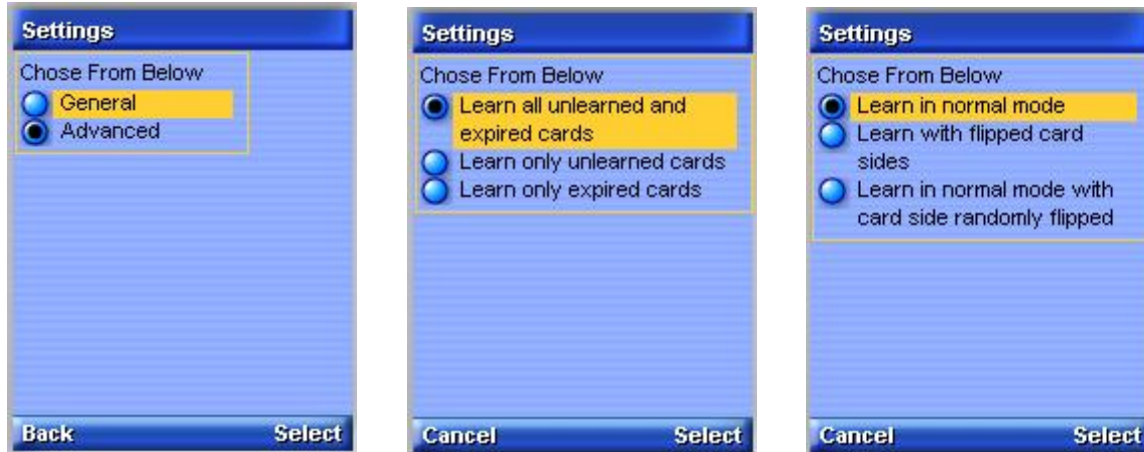 Settings
Chose From Below
General
Advanced
Back Select
Settings
Chose From Below
Learn all unlearned and
expired cards
Learn only unlearned cards
Learn only expired cards
Cancel Select
Settings
Chose From Below
Learn in normal mode
Learn with flipped card
sides
Learn in normal mode with
card side randomly flipped
Cancel Select